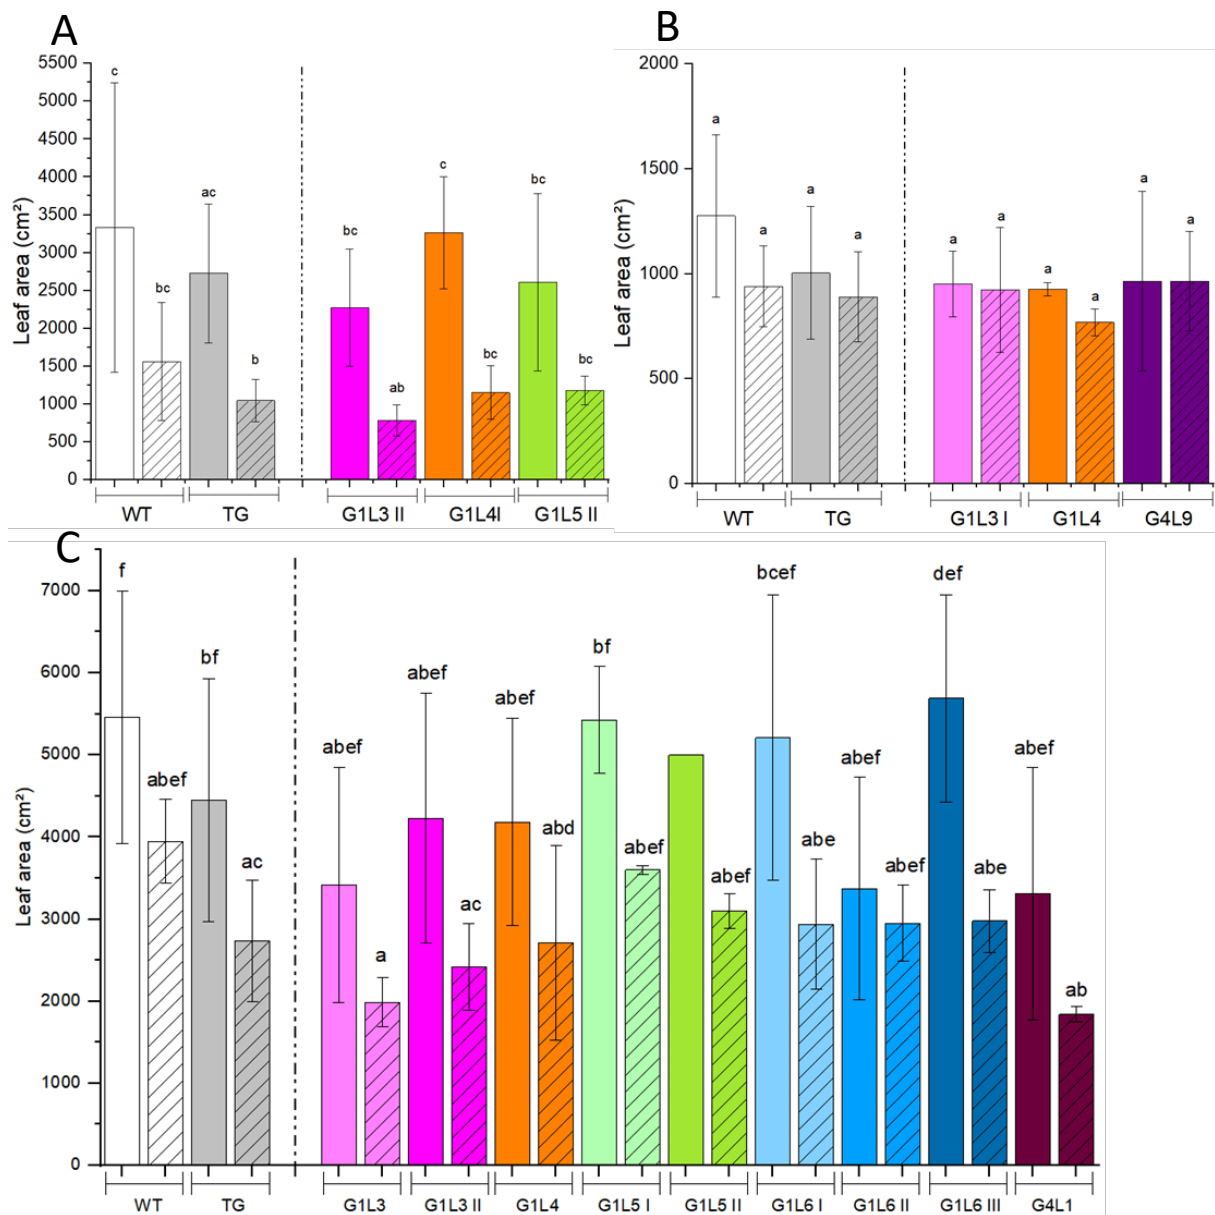 A
Leaf area (cm²)
5500
5000
4500
4000
3500
3000
2500
2000
1500
1000
500
0
c
bc
ac
b
bc
ab
c
bc
bc
bc
WT
TG
G1L3 II
G1L4I
G1L5 II
B
Leaf area (cm²)
2000
1500
1000
500
0
a
a
a
a
a
a
a
a
a
a
WT
TG
G1L3 I
G1L4
G4L9
C
Leaf area (cm²)
7000
6000
5000
4000
3000
2000
1000
0
f
abef
bf
ac
abef
a
abef
ac
abef
abd
bf
abef
abef
bcef
abe
abef
abef
def
abe
abef
ab
WT
TG
G1L3
G1L3 II
G1L4
G1L5 I
G1L5 II
G1L6 I
G1L6 II
G1L6 III
G4L1